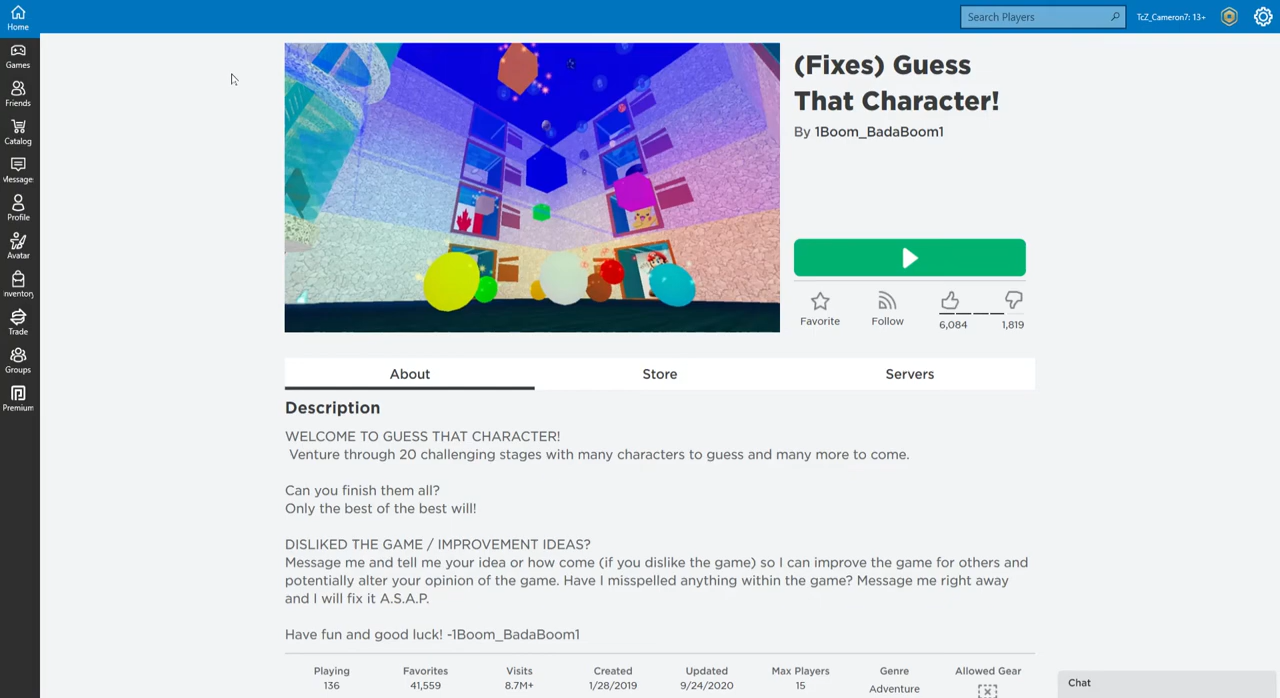 Home
Search Players
TcZ_Cameron7: 13+
Games
Friends
Catalog
Message
Profile
Avatar
Inventory
Trade
Groups
Premium
(Fixes) Guess
That Character!
By 1Boom_BadaBoom1
Favorite
Follow
6,084
1,819
About
Store
Servers
Description
WELCOME TO GUESS THAT CHARACTER!
Venture through 20 challenging stages with many characters to guess and many more to come.
Can you finish them all?
Only the best of the best will!
DISLIKED THE GAME / IMPROVEMENT IDEAS?
Message me and tell me your idea or how come (if you dislike the game) so I can improve the game for others and
potentially alter your opinion of the game. Have I misspelled anything within the game? Message me right away
and I will fix it A.S.A.P.
Have fun and good luck! -1Boom_BadaBoom1
Playing
Favorites
Visits
Created
Updated
Max Players
Genre
Allowed Gear
136
41,559
8.7M+
1/28/2019
9/24/2020
15
Adventure
Chat